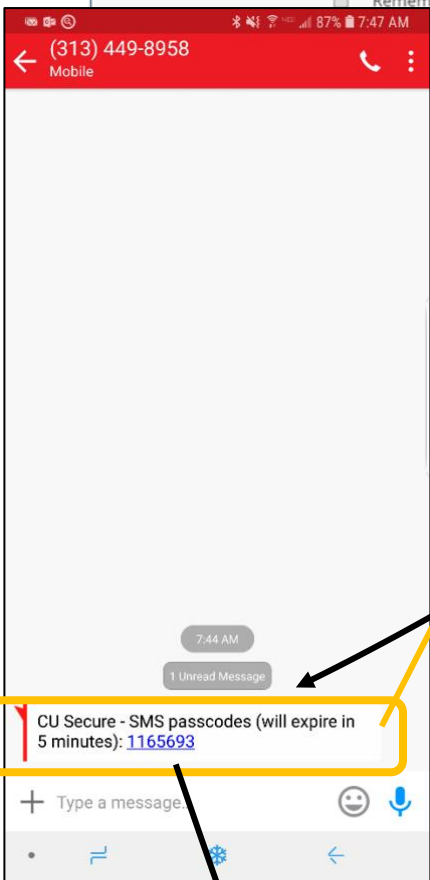 Remem
87% 7:47 AM
(313) 449-8958
Mobile
7:44 AM
1 Unread Message
CU Secure - SMS passcodes (will expire in
5 minutes): 1165693
Type a message.